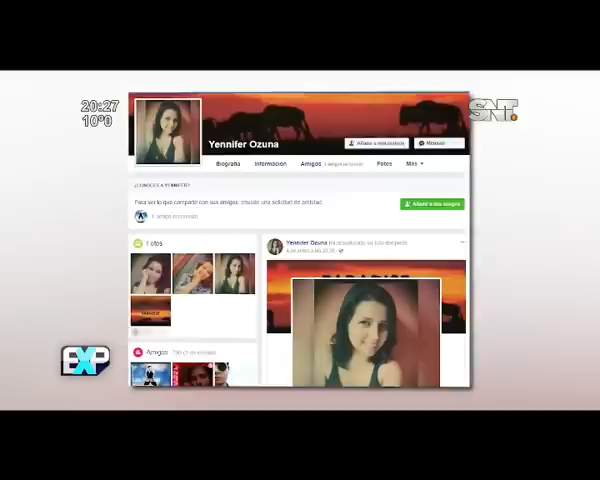 20:27
10º0
SNT.
Yennifer Ozuna
Añadir a mis amigos
Mensaje
Biografía Información Amigos Fotos Más
¿CONOCES A YENNIFER?
Para ver lo que comparte con sus amigos, envíale una solicitud de amistad.
Añadir a mis amigos
1 amigo en común
Fotos
Yennifer Ozuna ha actualizado su foto del perfil.
PARADISE
Amigos
EXP